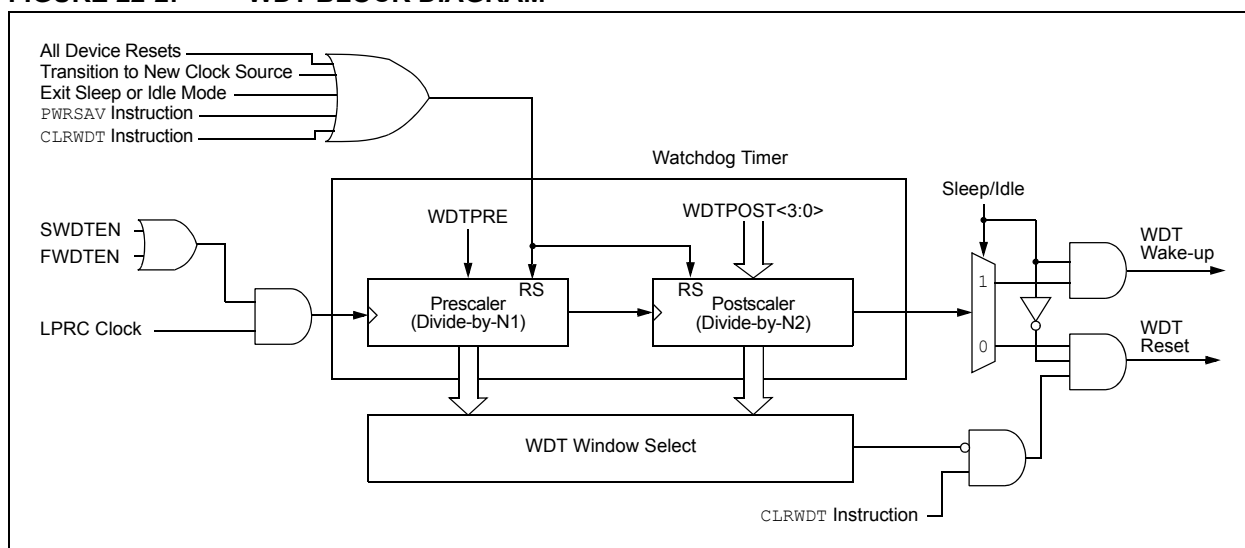 All Device Resets
Transition to New Clock Source
Exit Sleep or Idle Mode
PWRSAV Instruction
CLRWDT Instruction
Watchdog Timer
Sleep/Idle
SWDTEN
FWDTEN
LPRC Clock
WDTPRE
WDTPOST<3:0>
RS
Prescaler
(Divide-by-N1)
RS
Postscaler
(Divide-by-N2)
1
0
WDT
Wake-up
WDT
Reset
WDT Window Select
CLRWDT Instruction